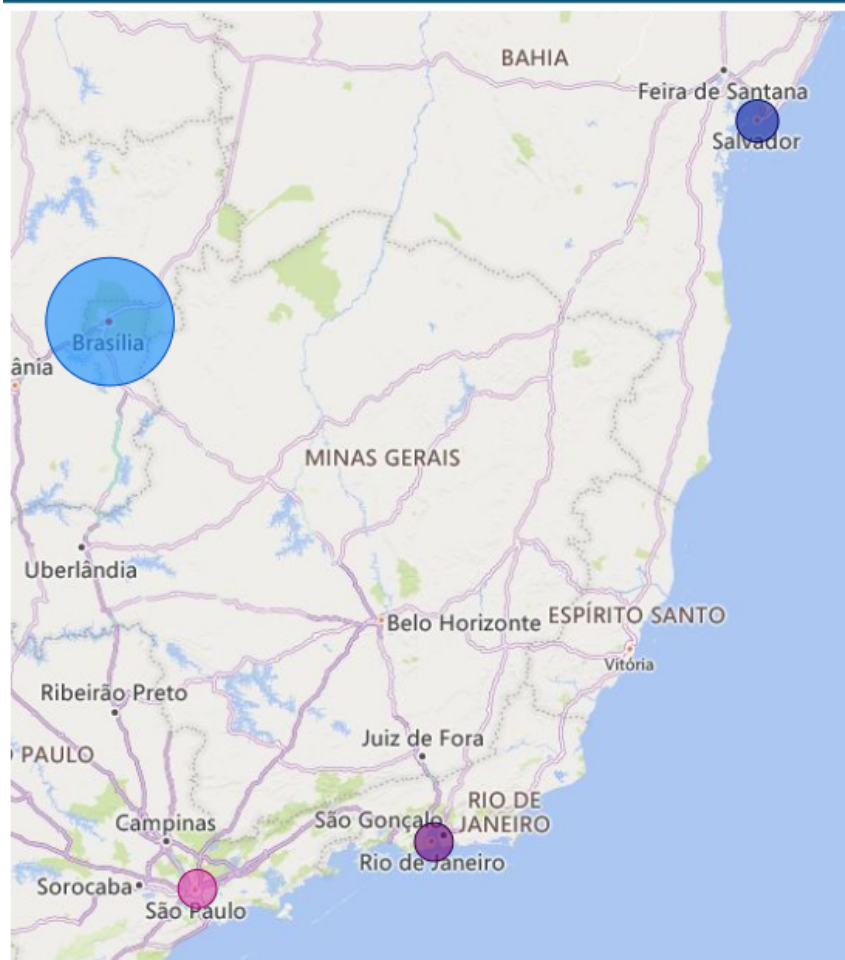 BAHIA
Feira de Santana
Salvador
Brasília
ânia
MINAS GERAIS
Uberlândia
Belo Horizonte
ESPÍRITO SANTO
Vitória
Ribeirão Preto
Juiz de Fora
PAULO
RIO DE
JANEIRO
São Gonçalo
Campinas
Rio de Janeiro
Sorocaba
São Paulo